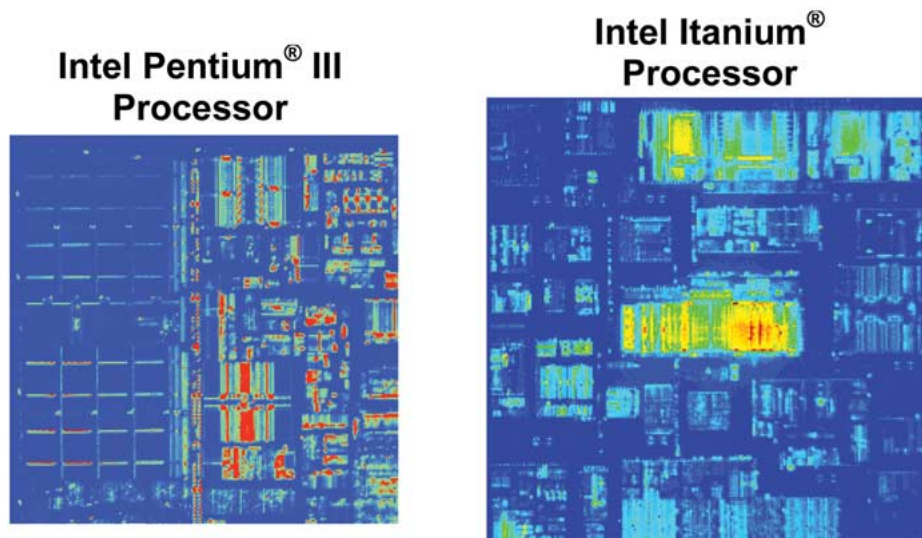 Intel Pentium® III
Processor
Intel Itanium®
Processor